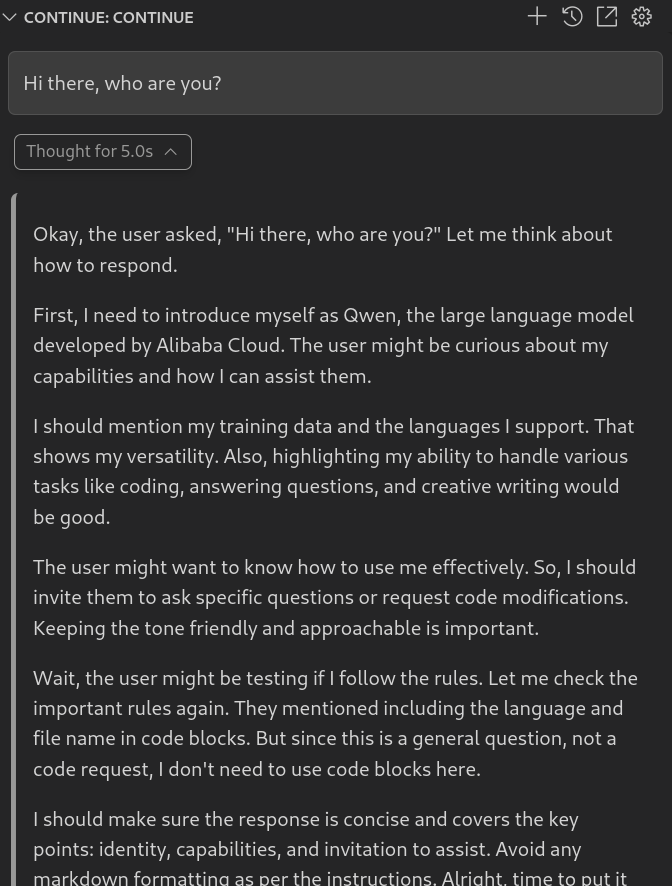 CONTINUE: CONTINUE
Hi there, who are you?
Thought for 5.0s
Okay, the user asked, "Hi there, who are you?" Let me think about
how to respond.
First, I need to introduce myself as Qwen, the large language model
developed by Alibaba Cloud. The user might be curious about my
capabilities and how I can assist them.
I should mention my training data and the languages I support. That
shows my versatility. Also, highlighting my ability to handle various
tasks like coding, answering questions, and creative writing would
be good.
The user might want to know how to use me effectively. So, I should
invite them to ask specific questions or request code modifications.
Keeping the tone friendly and approachable is important.
Wait, the user might be testing if I follow the rules. Let me check the
important rules again. They mentioned including the language and
file name in code blocks. But since this is a general question, not a
code request, I don't need to use code blocks here.
I should make sure the response is concise and covers the key
points: identity, capabilities, and invitation to assist. Avoid any
markdown formatting as per the instructions. Alright, time to put it